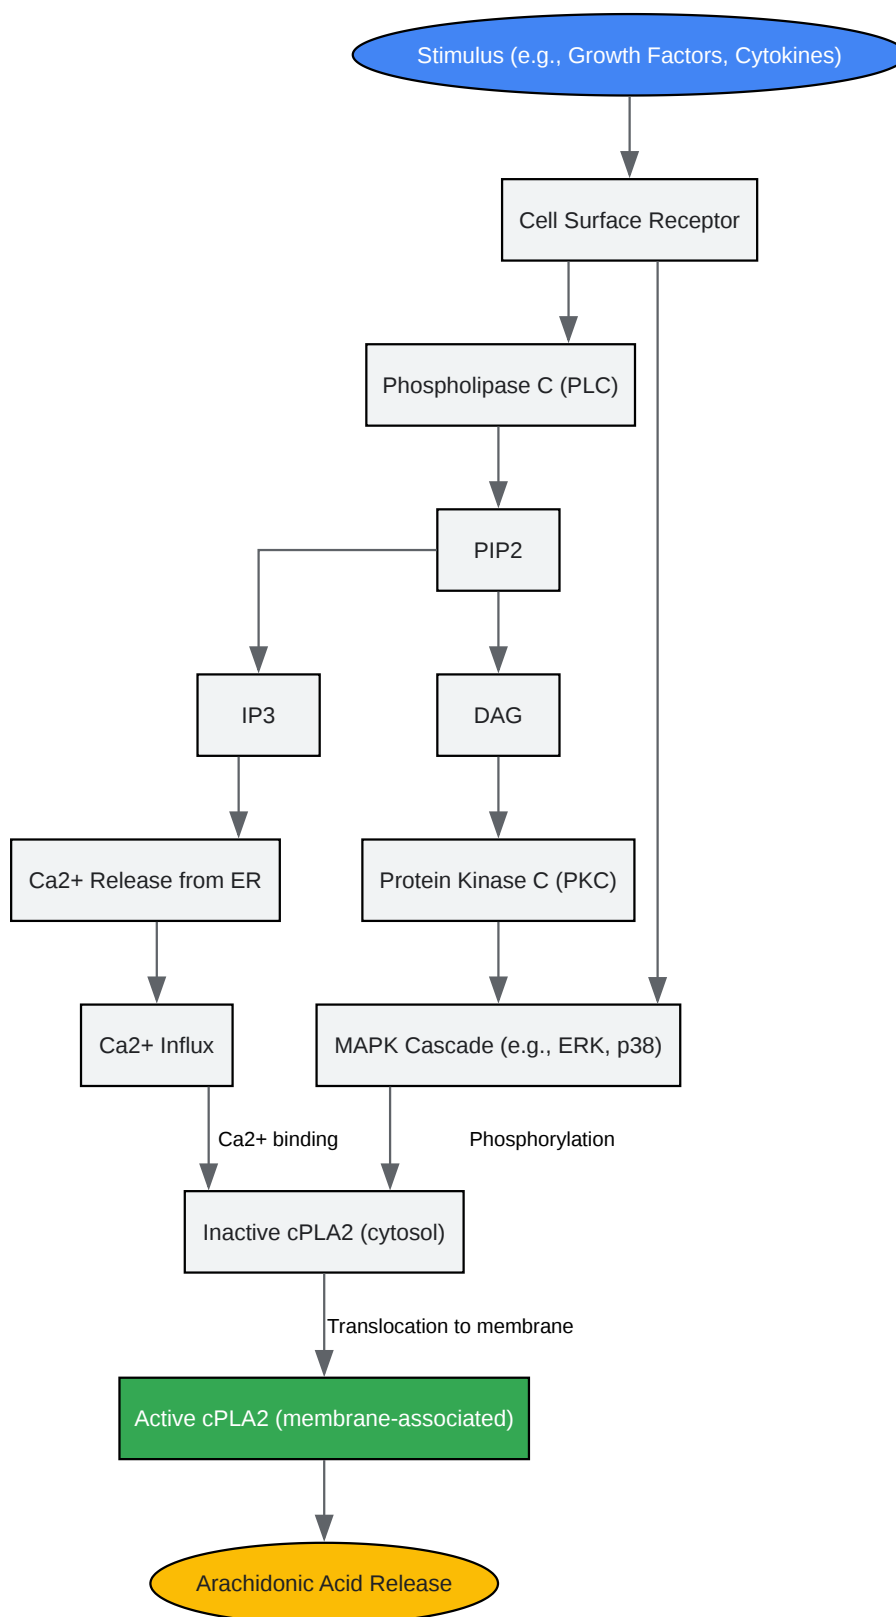 Stimulus (e.g., Growth Factors, Cytokines)
Cell Surface Receptor
Phospholipase C (PLC)
PIP2
IP3
DAG
Ca2+ Release from ER
Protein Kinase C (PKC)
Ca2+ Influx
MAPK Cascade (e.g., ERK, p38)
Ca2+ binding
Phosphorylation
Inactive cPLA2 (cytosol)
Translocation to membrane
Active cPLA2 (membrane-associated)
Arachidonic Acid Release